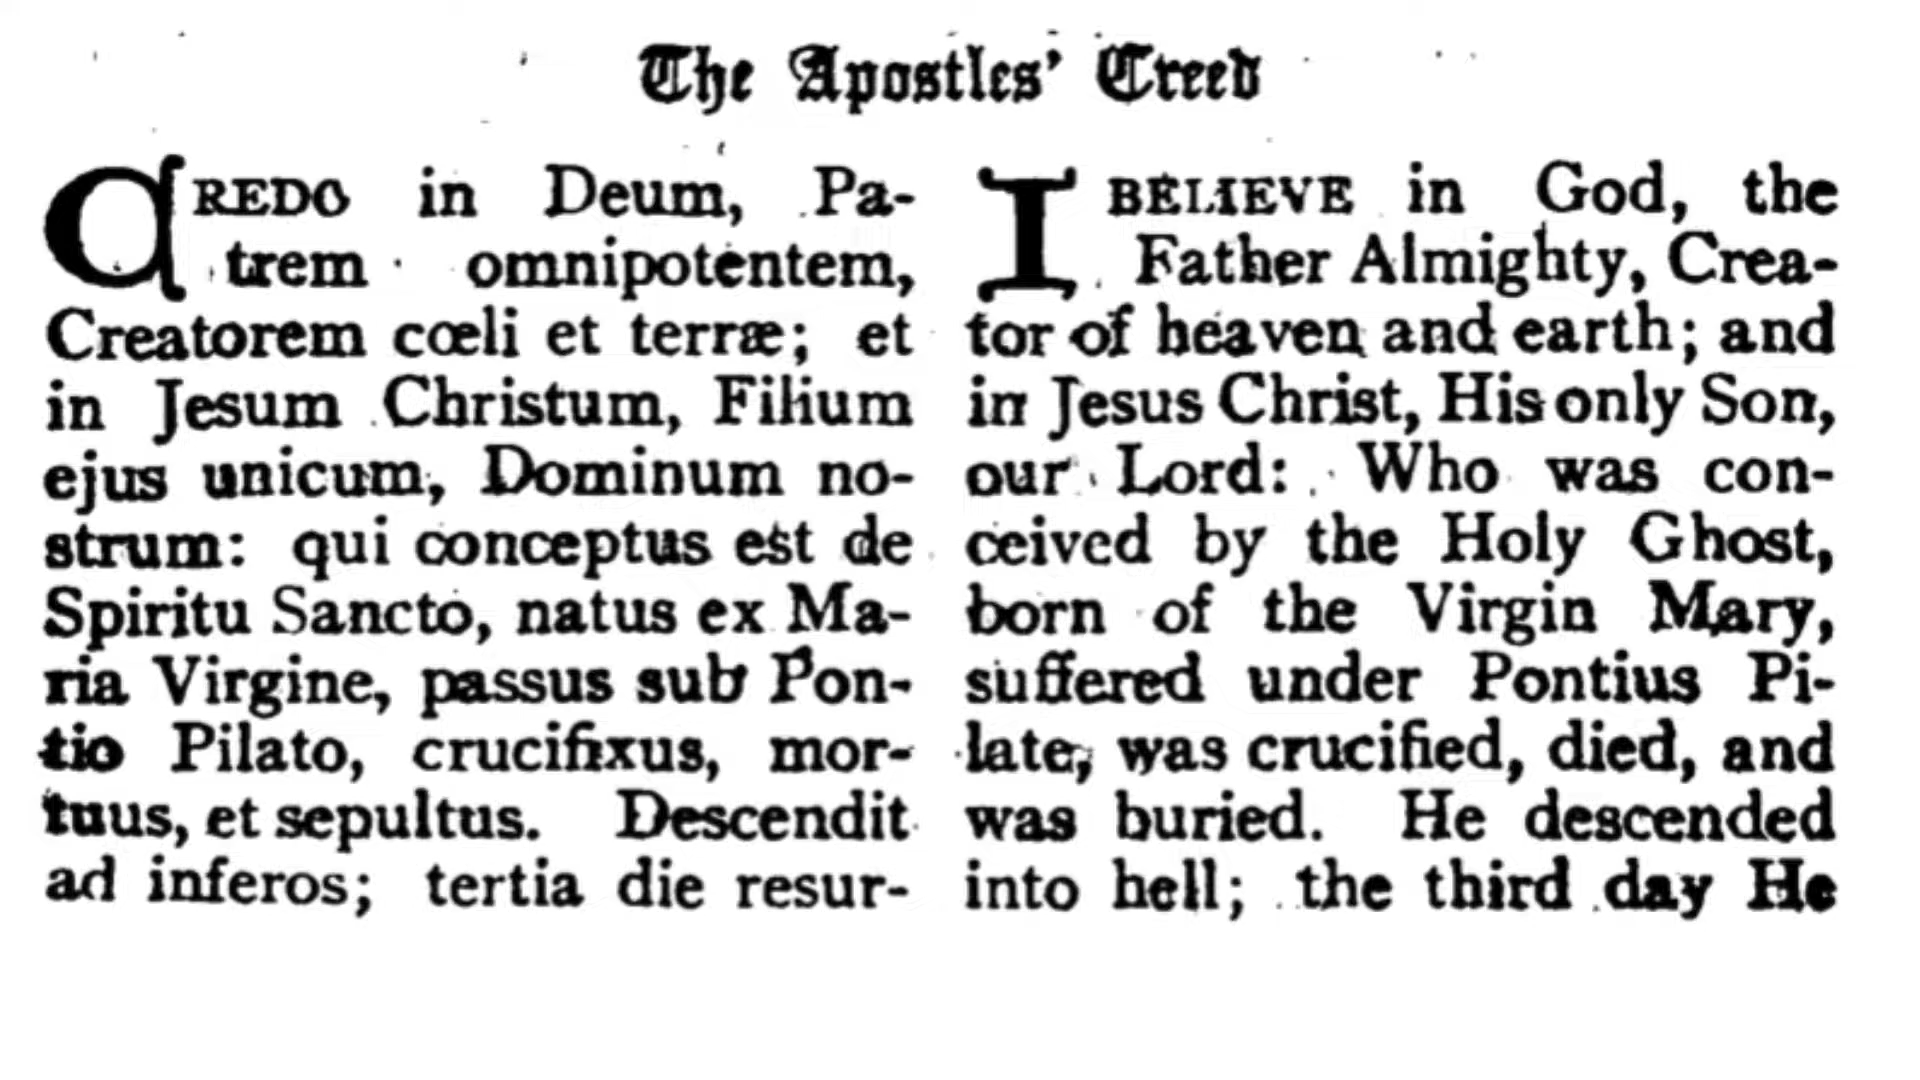 The Apostles' Creed
CREDO in Deum, Pa-
trem omnipotentem,
Creatorem cœli et terræ; et
in Jesum Christum, Filium
ejus unicum, Dominum no-
strum: qui conceptus est de
Spiritu Sancto, natus ex Ma-
ria Virgine, passus sub Pon-
tio Pilato, crucifixus, mor-
tuus, et sepultus. Descendit
ad inferos; tertia die resur-
I BELIEVE in God, the
Father Almighty, Crea-
tor of heaven and earth; and
in Jesus Christ, His only Son,
our Lord: Who was con-
ceived by the Holy Ghost,
born of the Virgin Mary,
suffered under Pontius Pi-
late, was crucified, died, and
was buried. He descended
into hell; the third day He